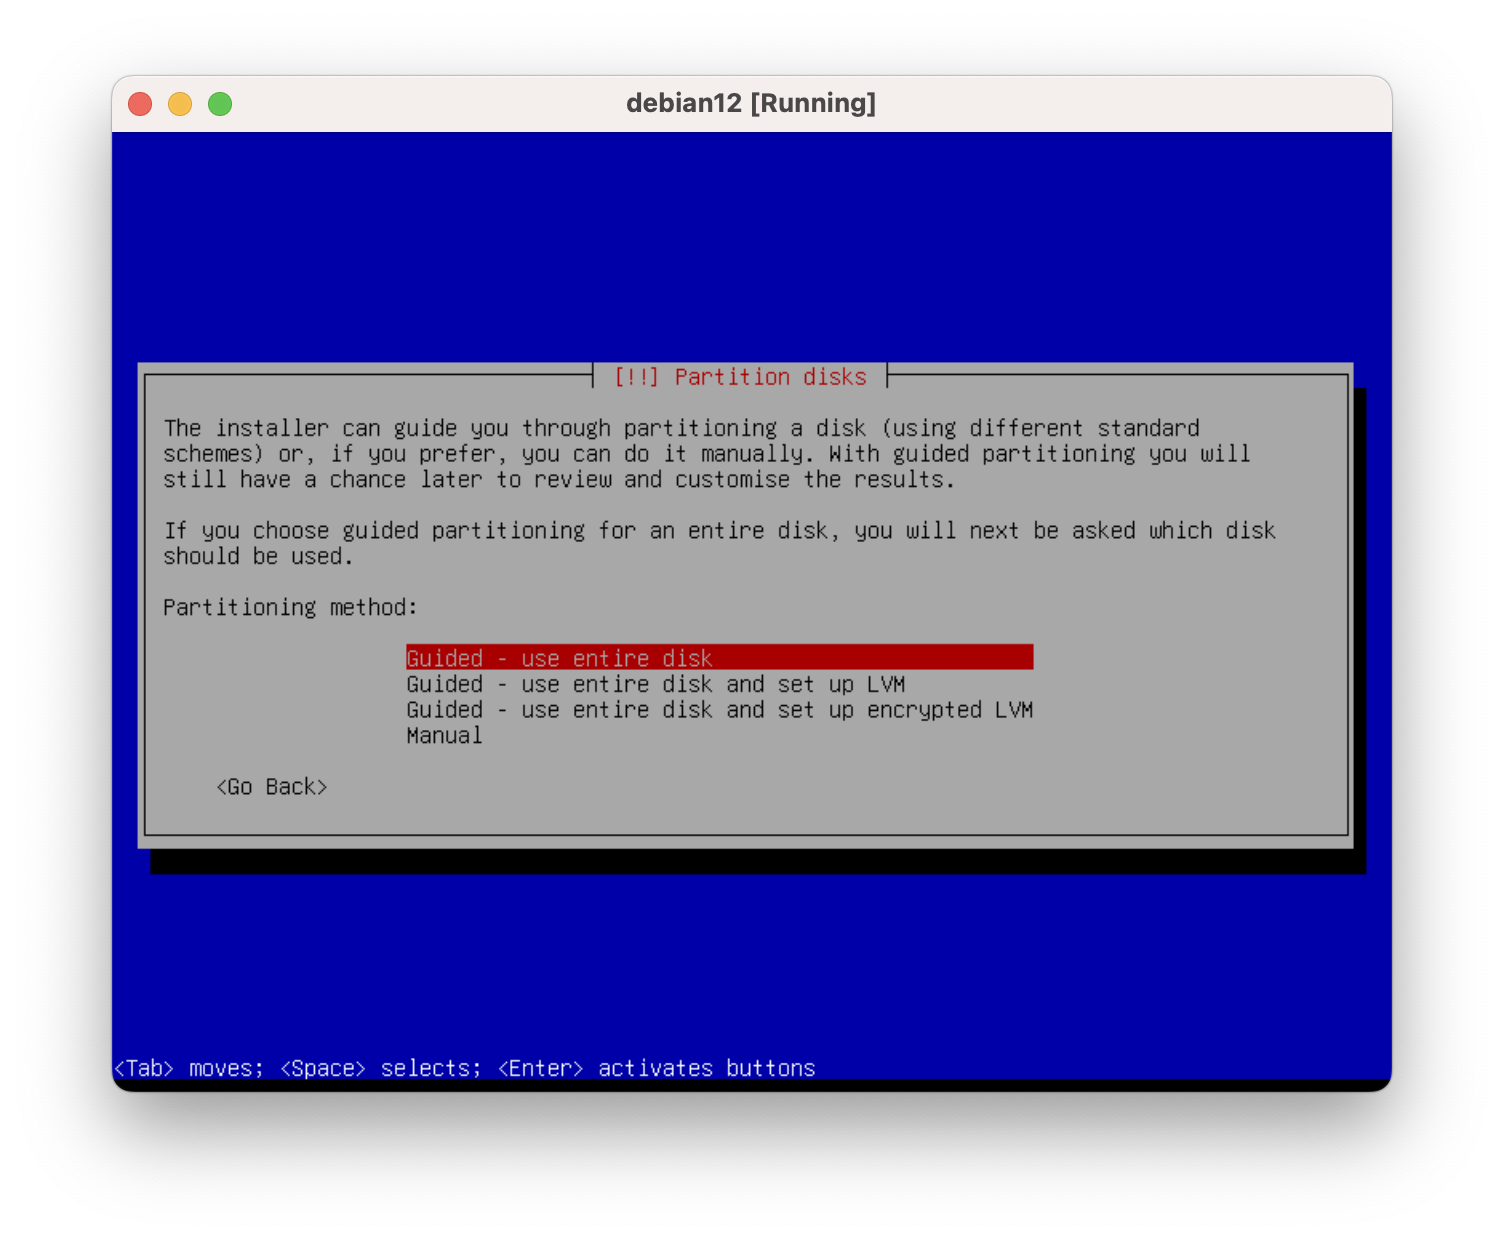 debian12 [Running]
[!!] Partition disks
The installer can guide you through partitioning a disk (using different standard
schemes) or, if you prefer, you can do it manually. With guided partitioning you will
still have a chance later to review and customise the results.
If you choose guided partitioning for an entire disk, you will next be asked which disk
should be used.
Partitioning method:
Guided - use entire disk
Guided - use entire disk and set up LVM
Guided - use entire disk and set up encrypted LVM
Manual
<Go Back>
<Tab> moves; <Space> selects; <Enter> activates buttons